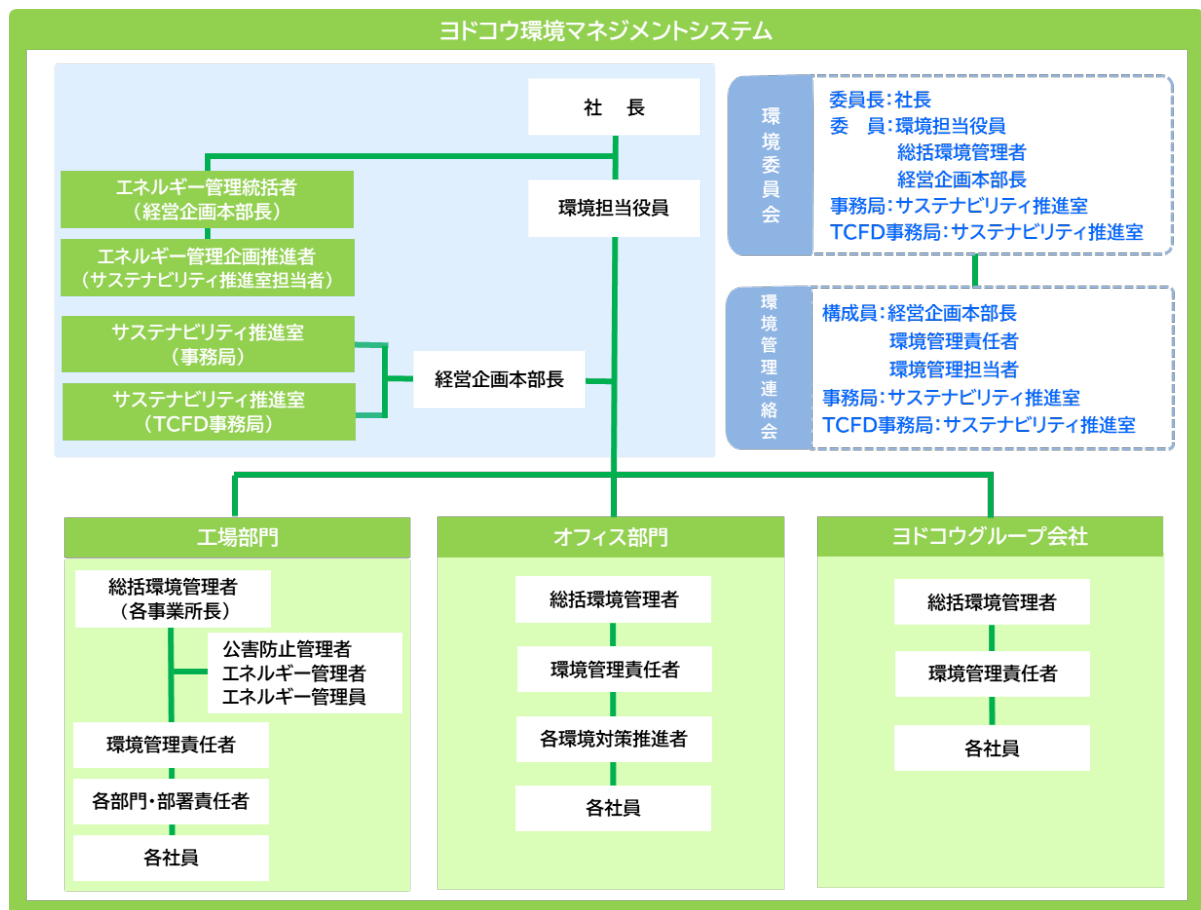 ヨドコウ環境マネジメントシステム
社　長
エネルギー管理統括者
（経営企画本部長）
環境担当役員
エネルギー管理企画推進者
（サステナビリティ推進室担当者）
サステナビリティ推進室
（事務局）
経営企画本部長
サステナビリティ推進室
（TCFD事務局）
環境委員会
委員長：社長
委　員：環境担当役員
総括環境管理者
経営企画本部長
事務局：サステナビリティ推進室
TCFD事務局：サステナビリティ推進室
環境管理連絡会
構成員：経営企画本部長
環境管理責任者
環境管理担当者
事務局：サステナビリティ推進室
TCFD事務局：サステナビリティ推進室
工場部門
総括環境管理者
（各事業所長）
公害防止管理者
エネルギー管理者
エネルギー管理員
環境管理責任者
各部門・部署責任者
各社員
オフィス部門
総括環境管理者
環境管理責任者
各環境対策推進者
各社員
ヨドコウグループ会社
総括環境管理者
環境管理責任者
各社員